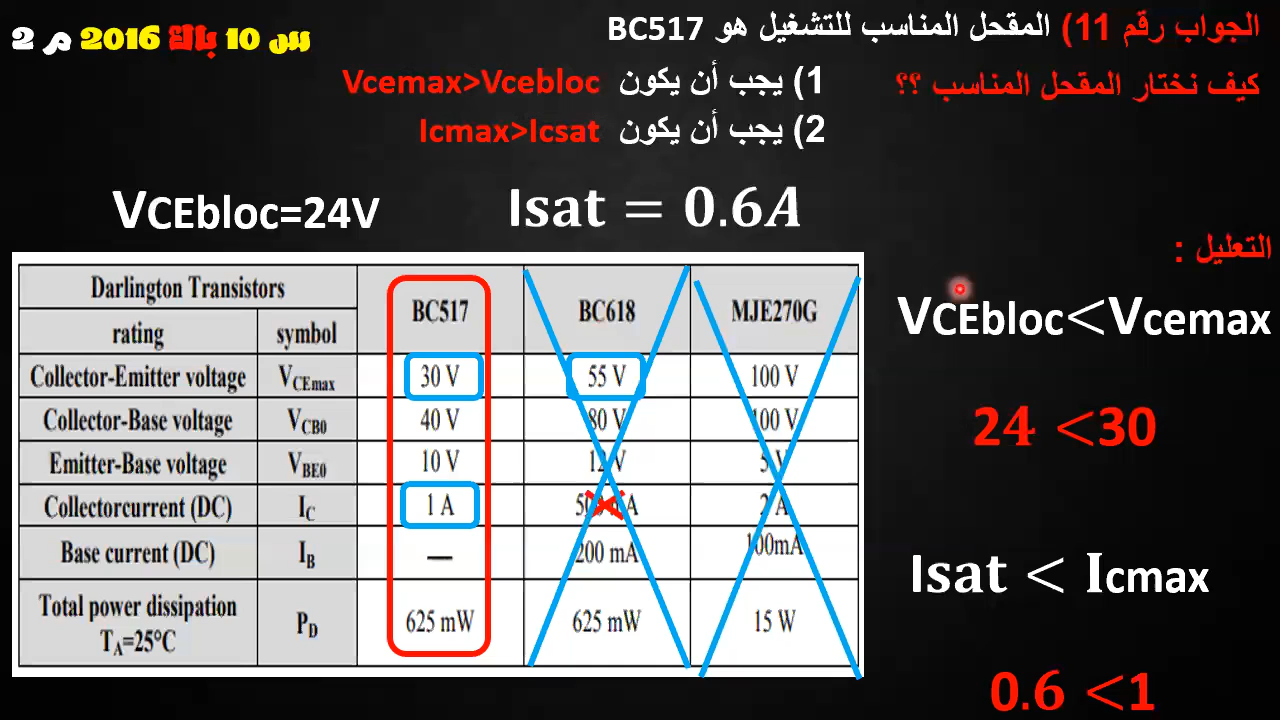 س 10 باك 2016 م 2
الجواب رقم 11) المقحل المناسب للتشغيل هو BC517
كيف نختار المقحل المناسب ؟؟
1) يجب أن يكون Vcemax>Vcebloc
2) يجب أن يكون Icmax>Icsat
VCEbloc=24V
Isat = 0.6A
Darlington Transistors BC517 BC618 MJE270G
rating symbol
Collector-Emitter voltage VCEmax 30 V 55 V 100 V
Collector-Base voltage VCB0 40 V 80 V 100 V
Emitter-Base voltage VBE0 10 V 12 V 5 V
Collectorcurrent (DC) IC 1 A 2 A
Base current (DC) IB — 200 mA 100mA
Total power dissipation PD 625 mW 625 mW 15 W
TA=25°C
التعليل :
VCEbloc<Vcemax
24 <30
Isat < Icmax
0.6 <1